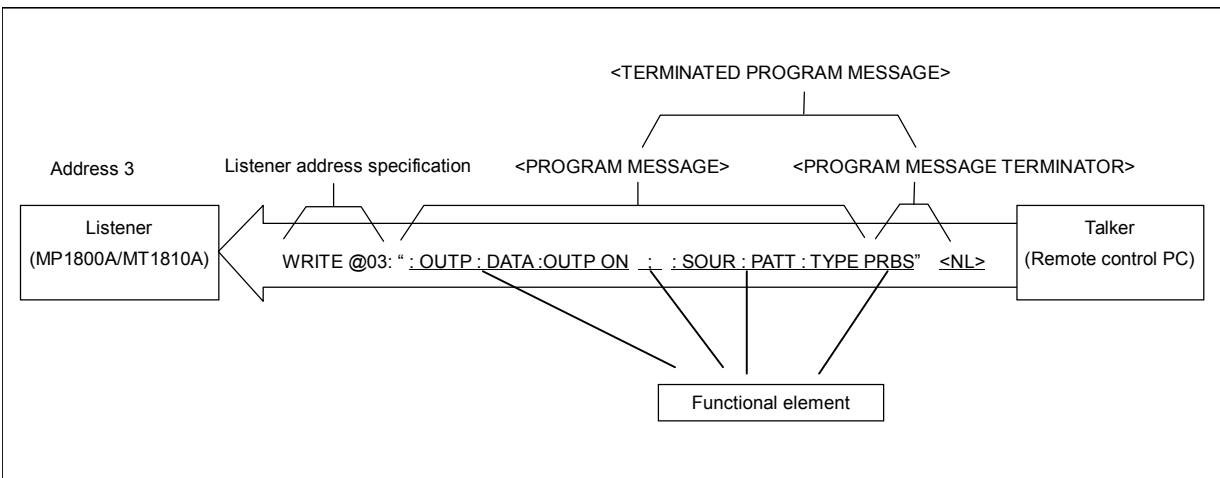 <TERMINATED PROGRAM MESSAGE>
Address 3
Listener address specification
<PROGRAM MESSAGE>
<PROGRAM MESSAGE TERMINATOR>
Listener
(MP1800A/MT1810A)
WRITE @03: “ : OUTP : DATA :OUTP ON : : SOUR : PATT : TYPE PRBS” <NL>
Talker
(Remote control PC)
Functional element